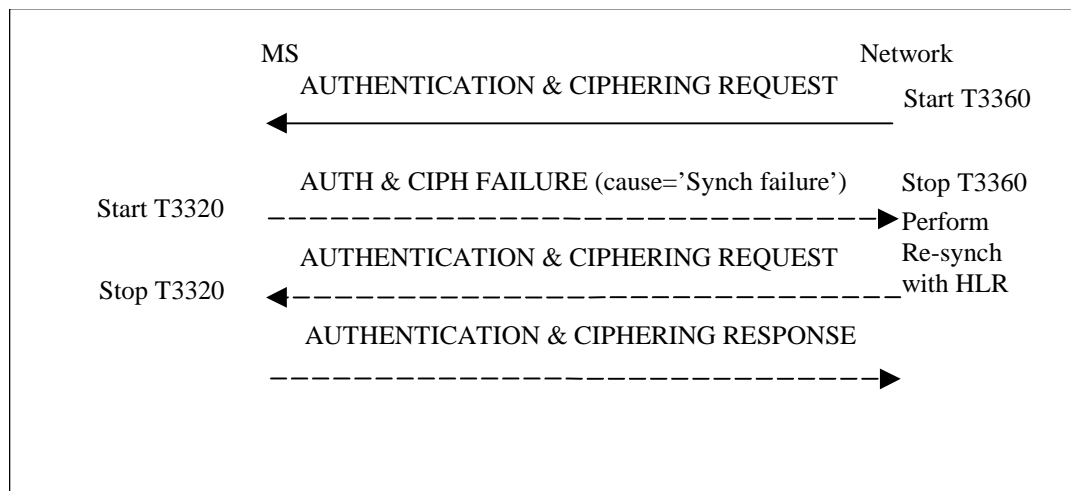 MS
Network
AUTHENTICATION & CIPHERING REQUEST
Start T3360
AUTH & CIPH FAILURE (cause=’Synch failure’)
Stop T3360
Start T3320
Perform
Re-synch
with HLR
AUTHENTICATION & CIPHERING REQUEST
Stop T3320
AUTHENTICATION & CIPHERING RESPONSE